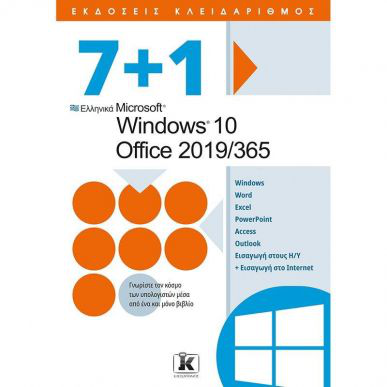 ΕΚΔΟΣΕΙΣ ΚΛΕΙΔΑΡΙΘΜΟΣ
7+1
Ελληνικά Microsoft®
Windows® 10
Office 2019/365
Windows
Word
Excel
PowerPoint
Access
Outlook
Εισαγωγή στους Η/Υ
+ Εισαγωγή στο Internet
Γνωρίστε τον κόσμο
των υπολογιστών μέσα
από ένα και μόνο βιβλίο
Κ
ΚΛΕΙΔΑΡΙΘΜΟΣ